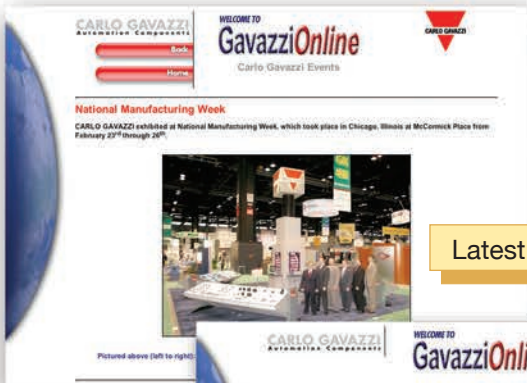 CARLO GAVAZZI
Automation Components
Back
Home
WELCOME TO
GavazziOnline
Carlo Gavazzi Events
CARLO GAVAZZI
National Manufacturing Week
CARLO GAVAZZI exhibited at National Manufacturing Week, which took place in Chicago, Illinois at McCormick Place from
February 23rd through 26th.
Latest
Pictured above (left to right):
CARLO GAVAZZI
Automation Components
WELCOME TO
GavazziOnli